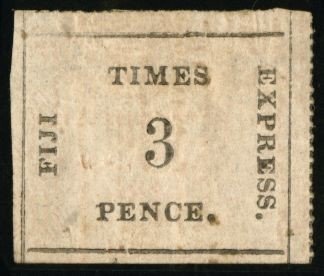 FIJI
TIMES
3
PENCE.
EXPRESS.